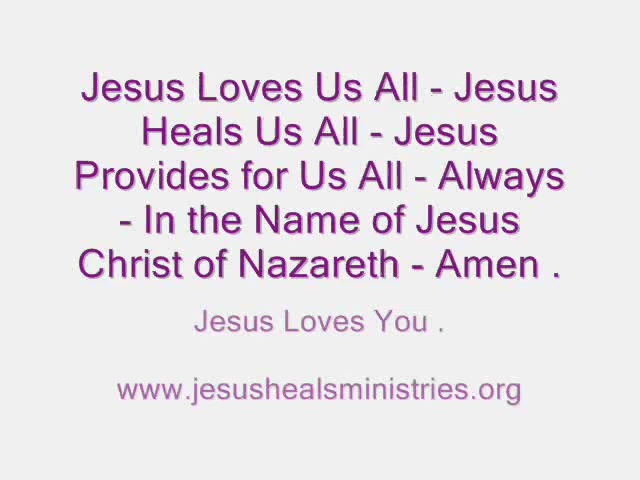 Jesus Loves Us All - Jesus
Heals Us All - Jesus
Provides for Us All - Always
- In the Name of Jesus
Christ of Nazareth - Amen .
Jesus Loves You .
www.jesushealsministries.org